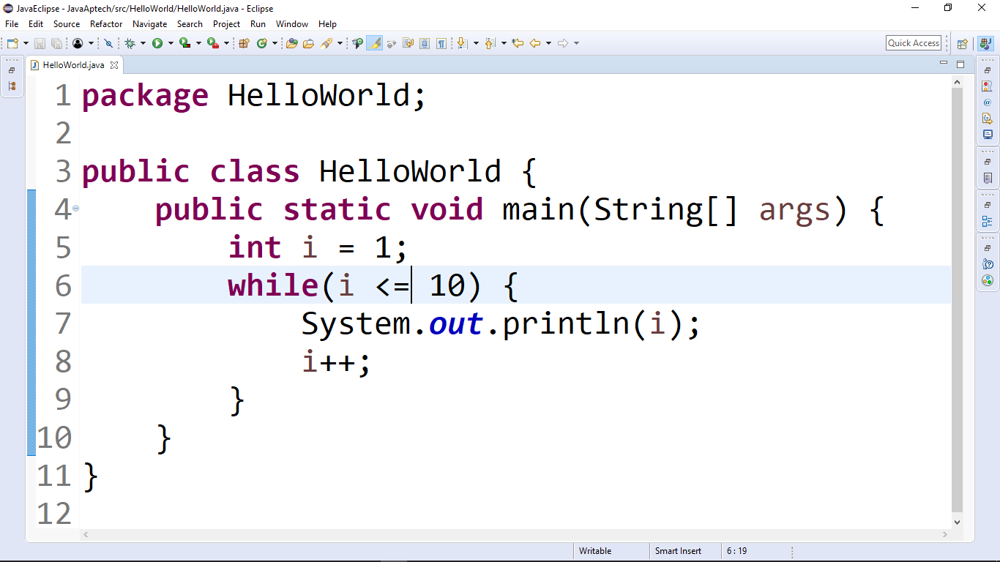 JavaEclipse - JavaAptech/src/HelloWorld/HelloWorld.java - Eclipse
File Edit Source Refactor Navigate Search Project Run Window Help
Quick Access
HelloWorld.java
1 package HelloWorld;
2
3 public class HelloWorld {
4 public static void main(String[] args) {
5 int i = 1;
6 while(i <= 10) {
7 System.out.println(i);
8 i++;
9 }
10 }
11 }
12
Writable Smart Insert 6 : 19